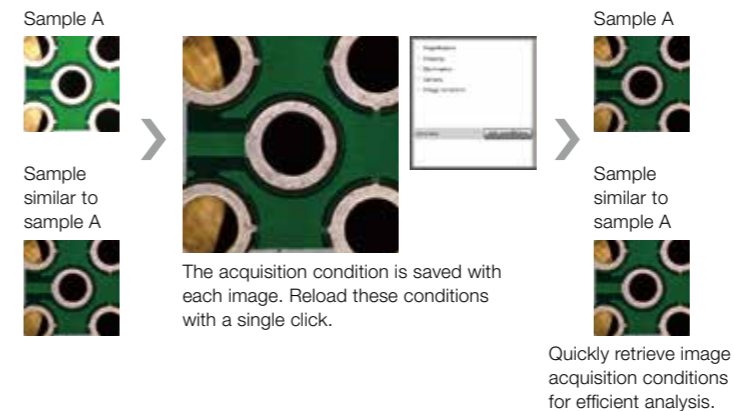 Sample A
Sample
similar to
sample A
The acquisition condition is saved with
each image. Reload these conditions
with a single click.
Sample A
Sample
similar to
sample A
Quickly retrieve image
acquisition conditions
for efficient analysis.